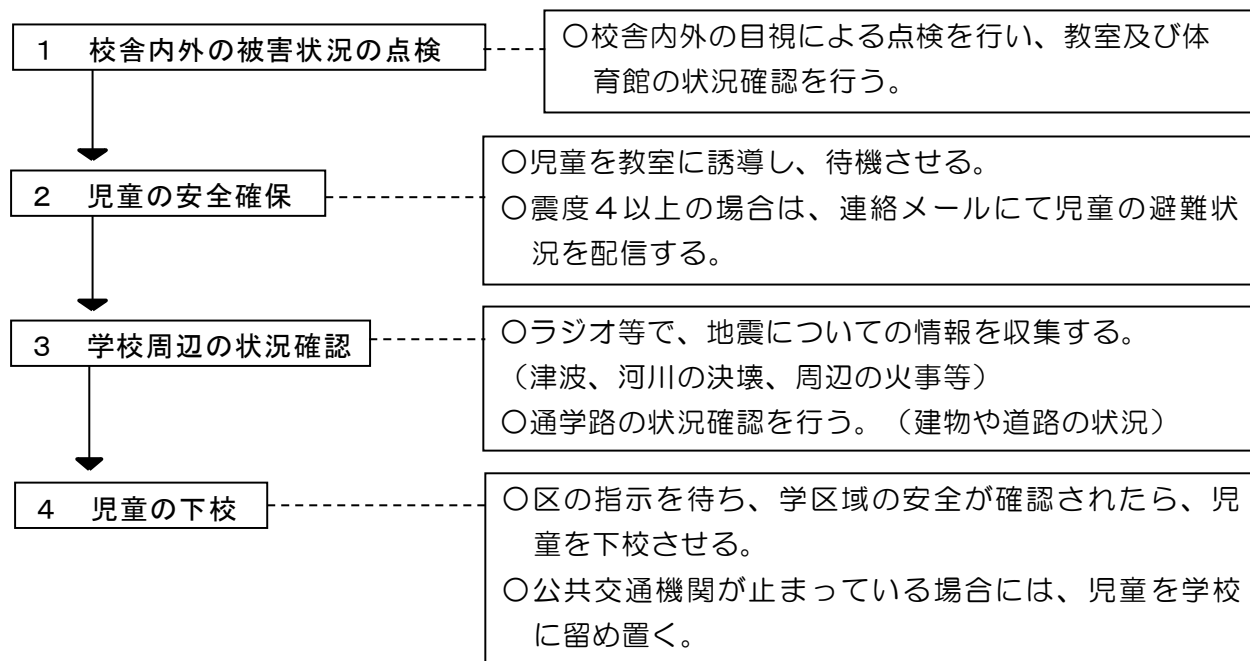 １　校舎内外の被害状況の点検
〇校舎内外の目視による点検を行い、教室及び体
育館の状況確認を行う。
２　児童の安全確保
〇児童を教室に誘導し、待機させる。
〇震度４以上の場合は、連絡メールにて児童の避難状
況を配信する。
３　学校周辺の状況確認
〇ラジオ等で、地震についての情報を収集する。
（津波、河川の決壊、周辺の火事等）
〇通学路の状況確認を行う。（建物や道路の状況）
４　児童の下校
〇区の指示を待ち、学区域の安全が確認されたら、児
童を下校させる。
〇公共交通機関が止まっている場合には、児童を学校
に留め置く。